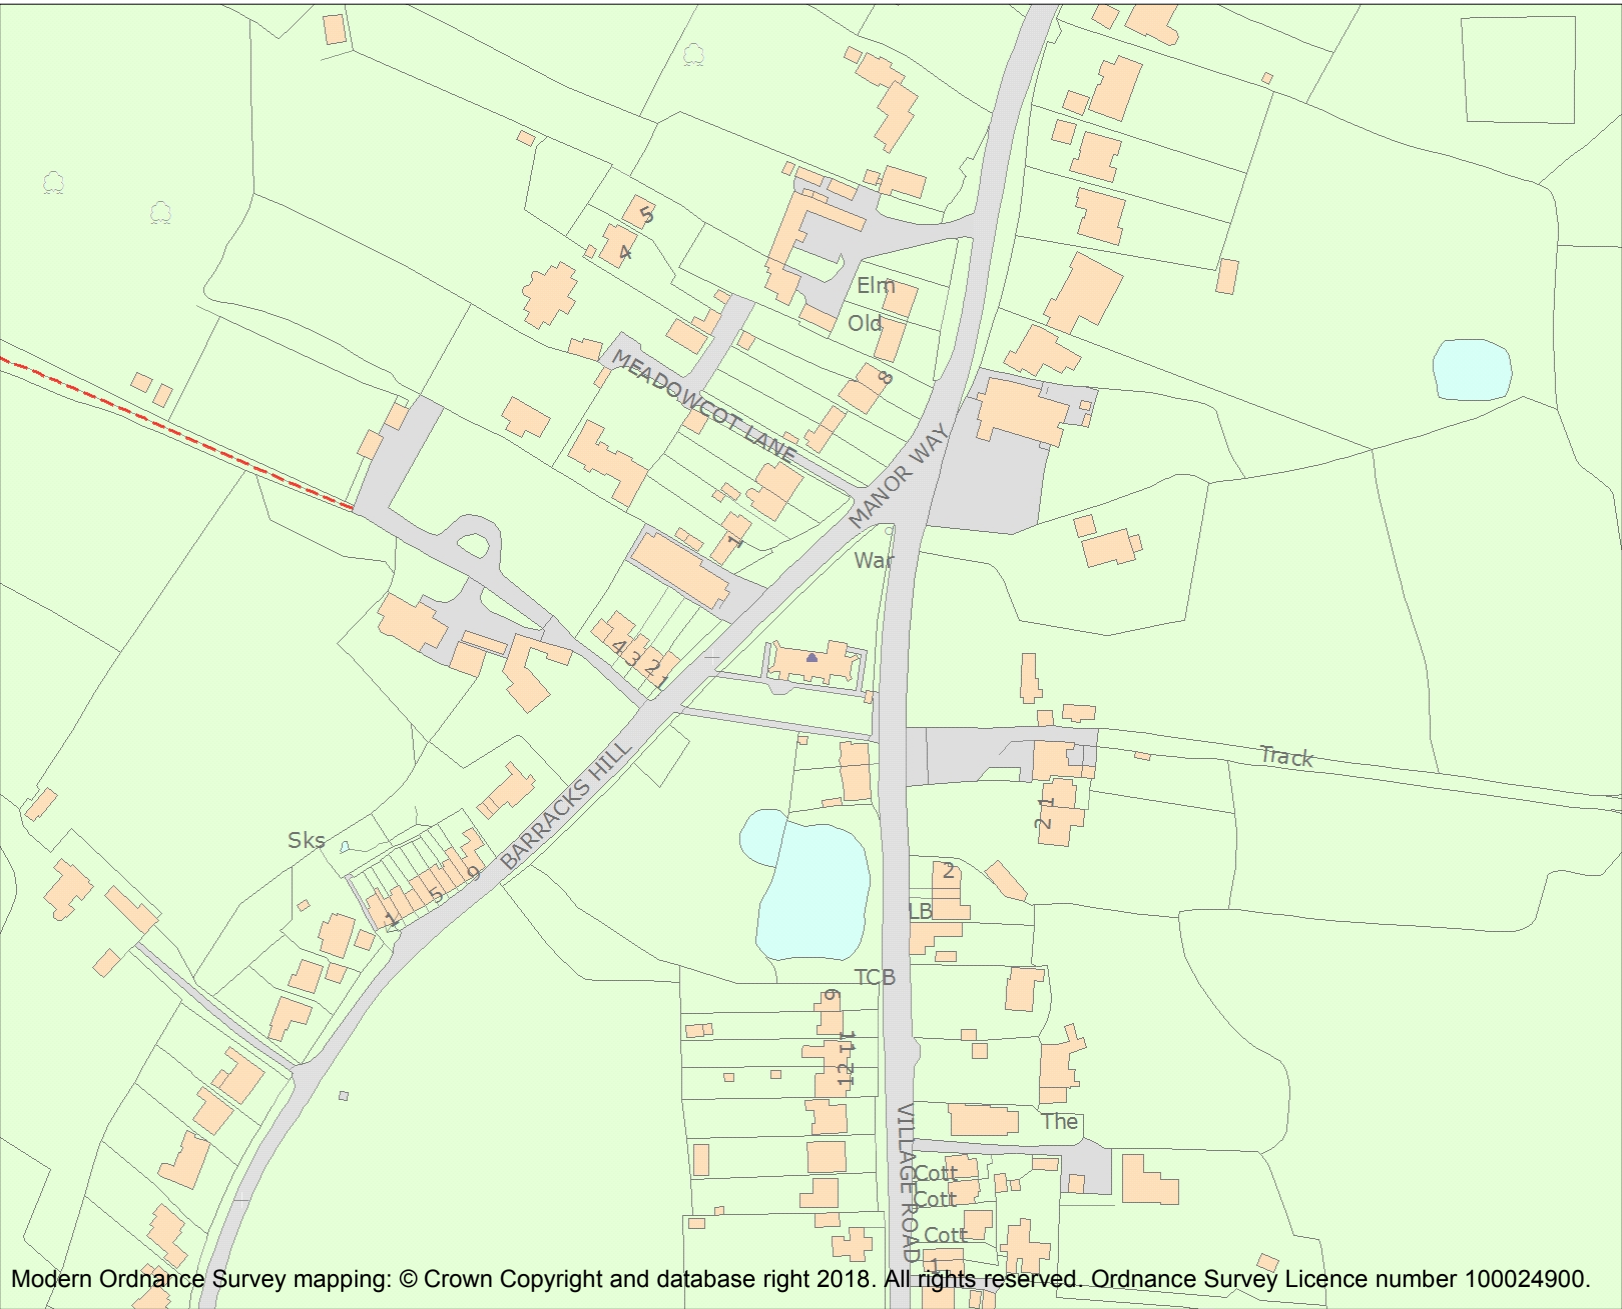 5
4
Elm
Old
8
MEADOWCOT LANE
MANOR WAY
1
War
4
3
2
1
Track
BARRACKS HILL
1
2
Sks
9
5
1
2
LB
TCB
9
11
12
VILLAGE ROAD
The
Cott
Cott
Cott
1
Modern Ordnance Survey mapping: © Crown Copyright and database right 2018. All rights reserved. Ordnance Survey Licence number 100024900.